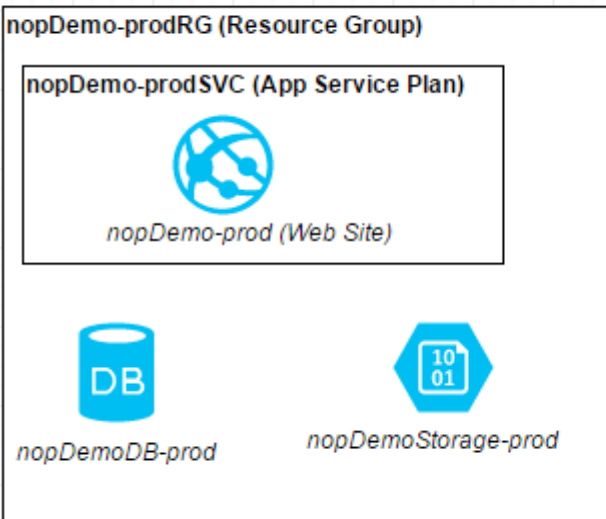 nopDemo-prodRG (Resource Group)
nopDemo-prodSVC (App Service Plan)
nopDemo-prod (Web Site)
DB
10
01
nopDemoDB-prod
nopDemoStorage-prod